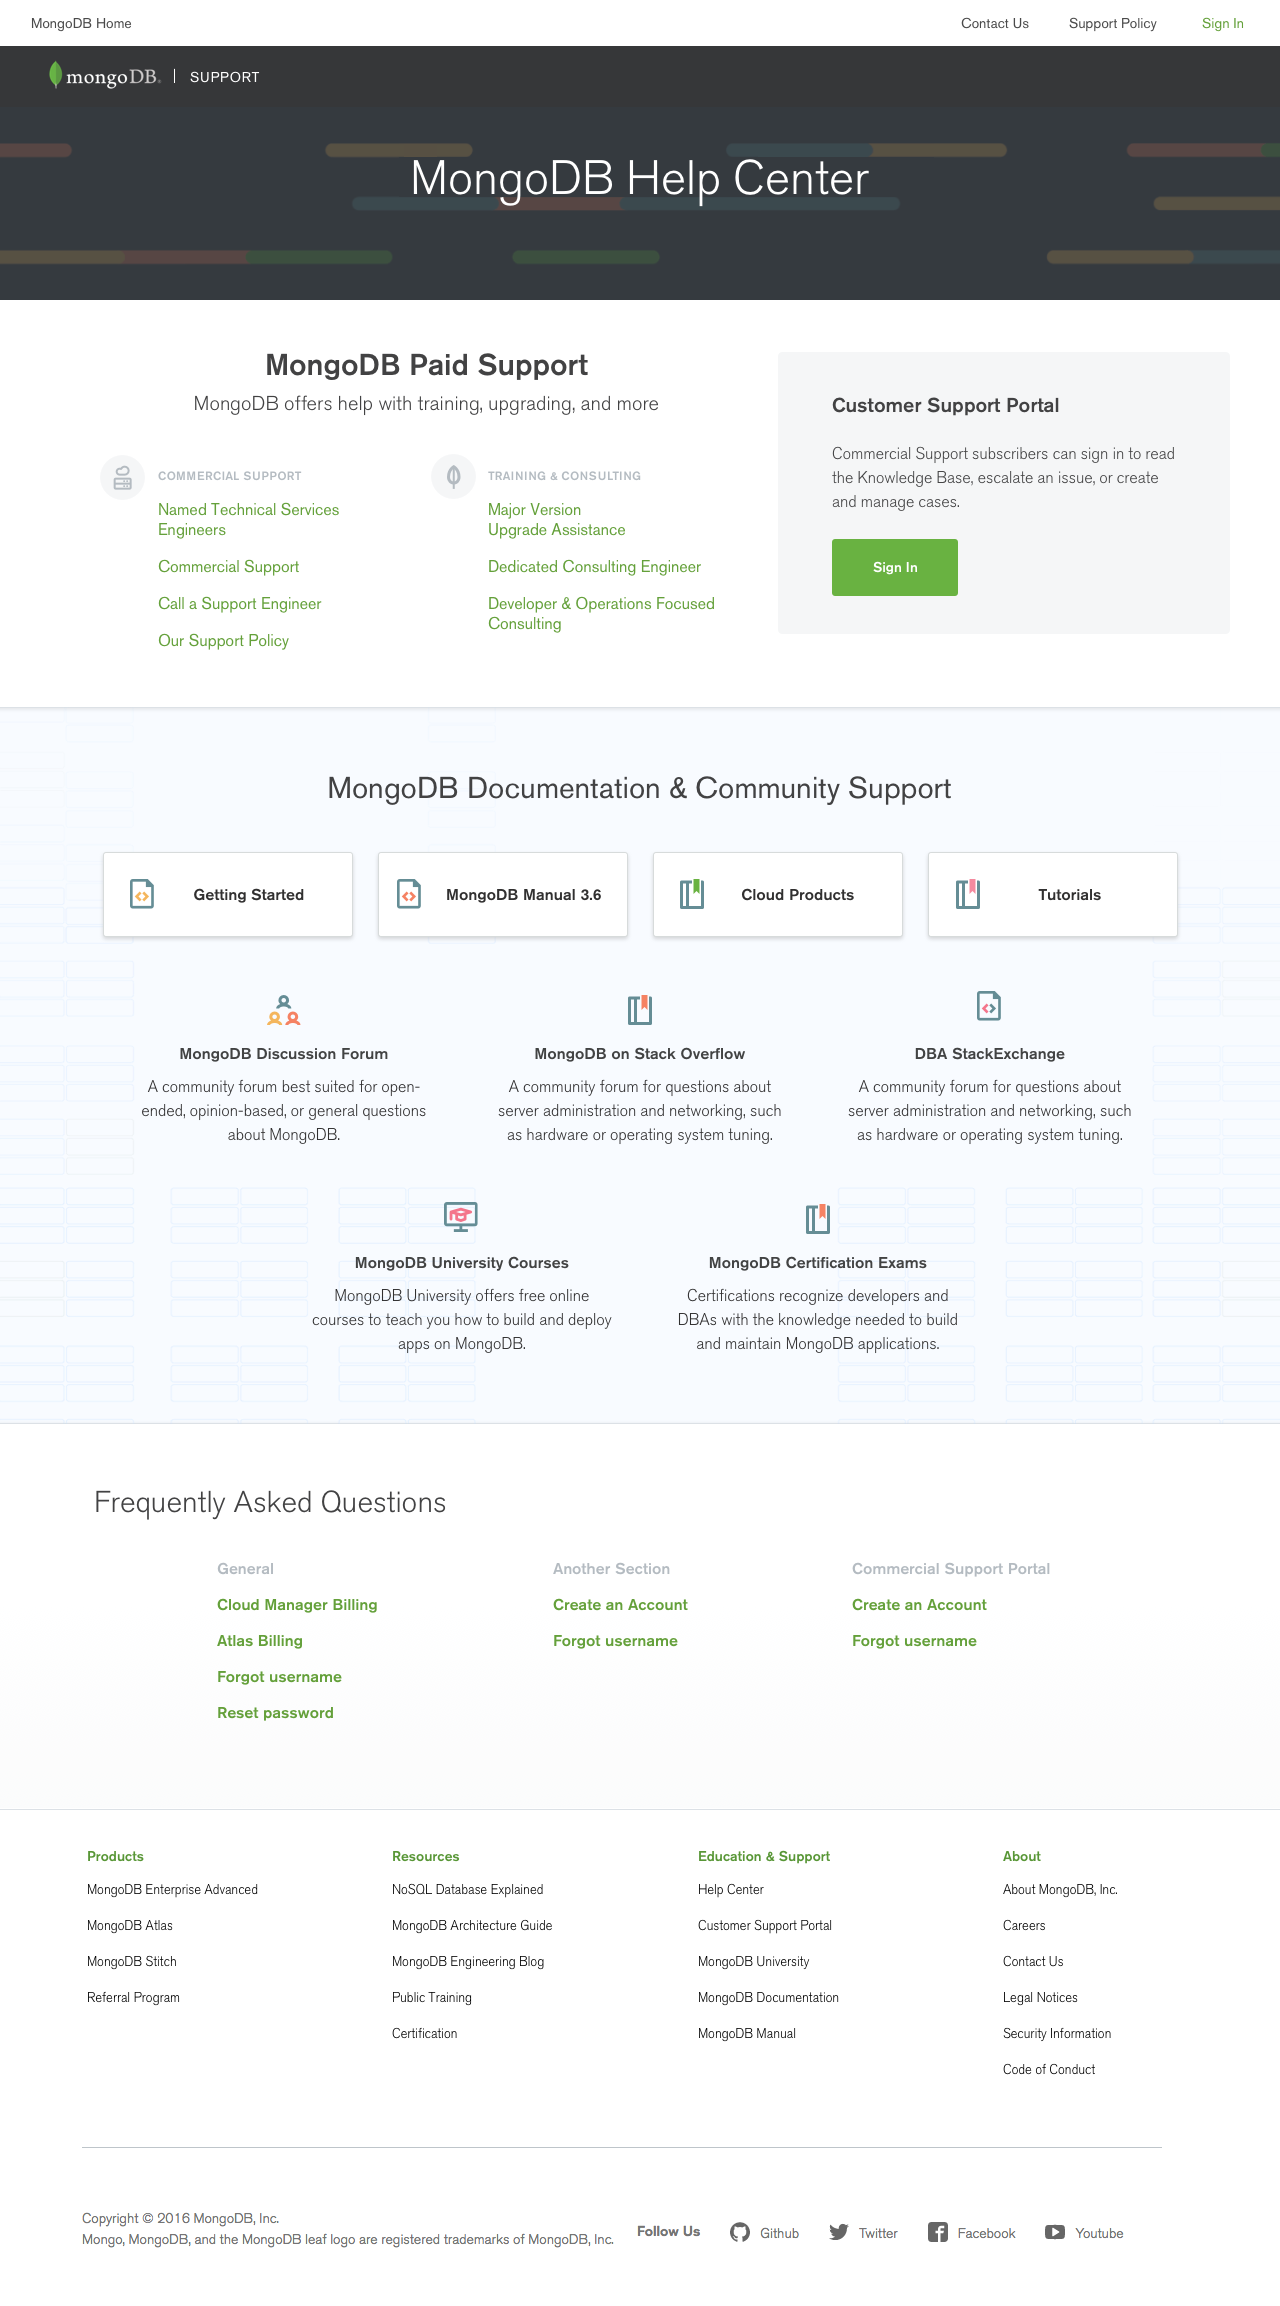 MongoDB Home
Contact Us
Support Policy
Sign In
mongoDB.
SUPPORT
MongoDB Help Center
MongoDB Paid Support
MongoDB offers help with training, upgrading, and more
COMMERCIAL SUPPORT
Named Technical Services
Engineers
Commercial Support
Call a Support Engineer
Our Support Policy
TRAINING & CONSULTING
Major Version
Upgrade Assistance
Dedicated Consulting Engineer
Developer & Operations Focused
Consulting
Customer Support Portal
Commercial Support subscribers can sign in to read
the Knowledge Base, escalate an issue, or create
and manage cases.
Sign In
MongoDB Documentation & Community Support
Getting Started
MongoDB Manual 3.6
Cloud Products
Tutorials
MongoDB Discussion Forum
A community forum best suited for open-
ended, opinion-based, or general questions
about MongoDB.
MongoDB on Stack Overflow
A community forum for questions about
server administration and networking, such
as hardware or operating system tuning.
DBA StackExchange
A community forum for questions about
server administration and networking, such
as hardware or operating system tuning.
MongoDB University Courses
MongoDB University offers free online
courses to teach you how to build and deploy
apps on MongoDB.
MongoDB Certification Exams
Certifications recognize developers and
DBAs with the knowledge needed to build
and maintain MongoDB applications.
Frequently Asked Questions
General
Cloud Manager Billing
Atlas Billing
Forgot username
Reset password
Another Section
Create an Account
Forgot username
Commercial Support Portal
Create an Account
Forgot username
Products
MongoDB Enterprise Advanced
MongoDB Atlas
MongoDB Stitch
Referral Program
Resources
NoSQL Database Explained
MongoDB Architecture Guide
MongoDB Engineering Blog
Public Training
Certification
Education & Support
Help Center
Customer Support Portal
MongoDB University
MongoDB Documentation
MongoDB Manual
About
About MongoDB, Inc.
Careers
Contact Us
Legal Notices
Security Information
Code of Conduct
Copyright © 2016 MongoDB, Inc.
Mongo, MongoDB, and the MongoDB leaf logo are registered trademarks of MongoDB, Inc.
Follow Us
Github
Twitter
Facebook
Youtube